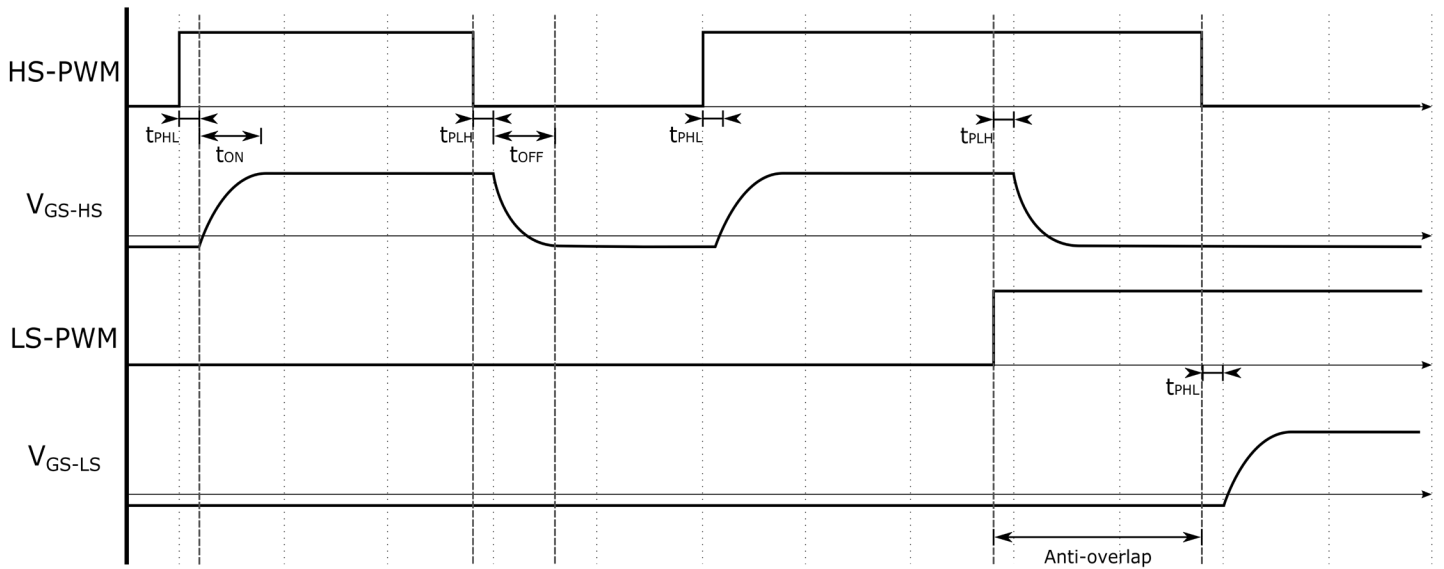 HS-PWM
tPHL
tON
tPLH
tOFF
tPHL
tPLH
VGS-HS
LS-PWM
tPHL
VGS-LS
Anti-overlap